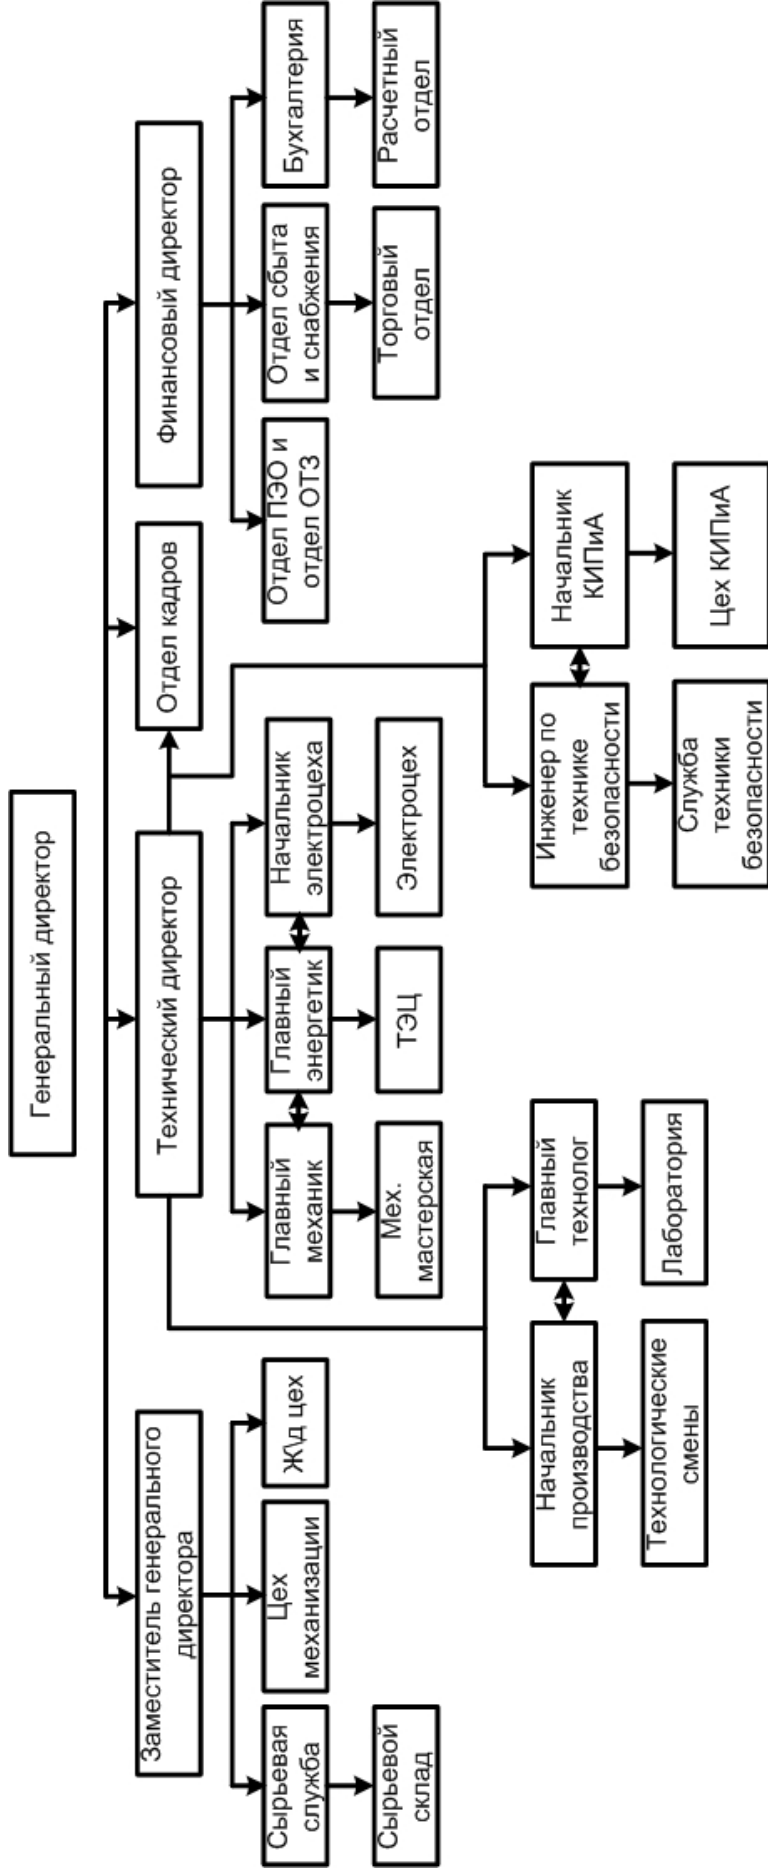 Генеральный директор
Заместитель генерального
директора
Технический директор
Отдел кадров
Финансовый директор
Сырьевая
служба
Цех
механизации
Ж\д цех
Главный
механик
Главный
энергетик
Начальник
электроцеха
Отдел ПЭО и
отдел ОТЗ
Отдел сбыта
и снабжения
Бухгалтерия
Сырьевой
склад
Мех.
мастерская
ТЭЦ
Электроцех
Торговый
отдел
Расчетный
отдел
Начальник
производства
Главный
технолог
Инженер по
технике
безопасности
Начальник
КИПиА
Технологические
смены
Лаборатория
Служба
техники
безопасности
Цех КИПиА